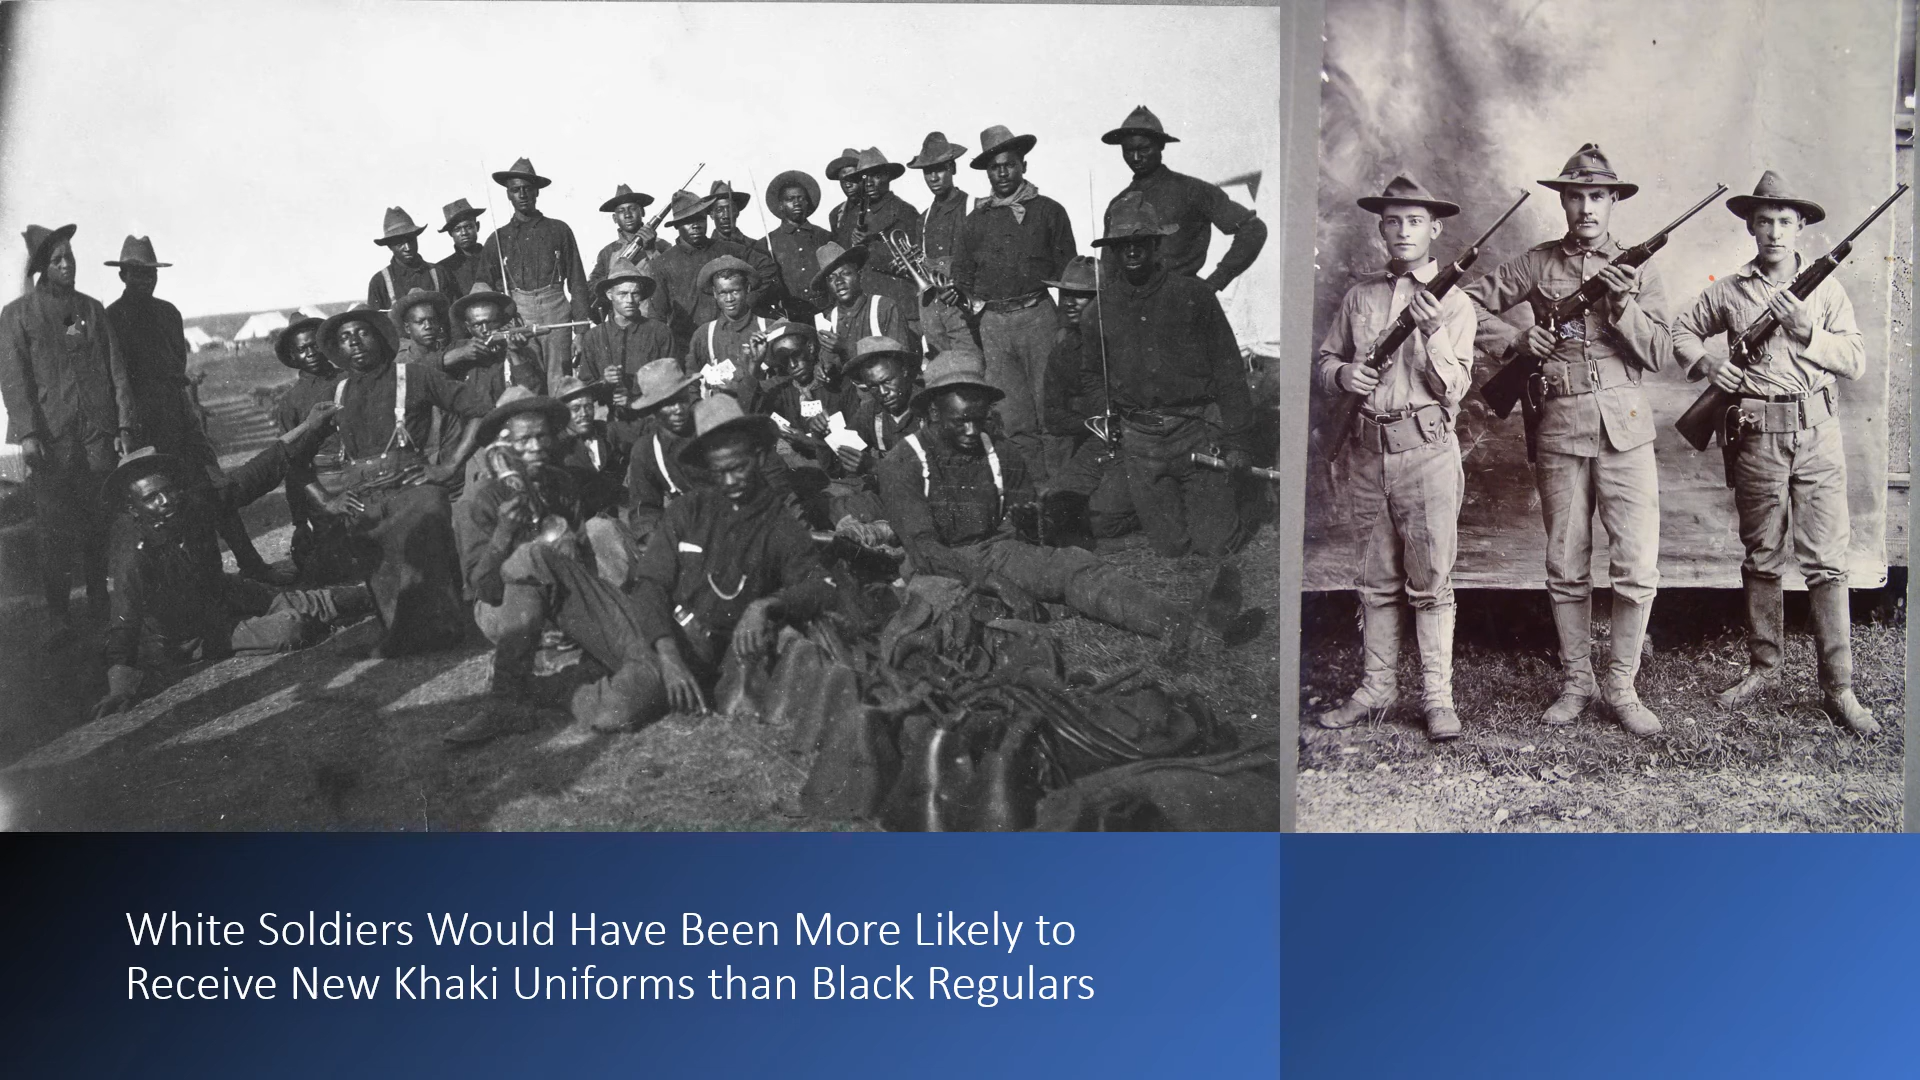 White Soldiers Would Have Been More Likely to
Receive New Khaki Uniforms than Black Regulars